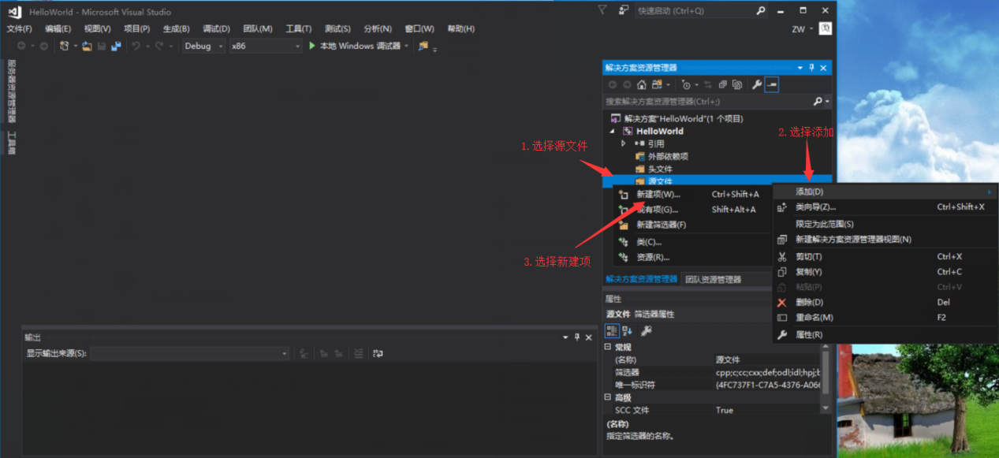 HelloWorld - Microsoft Visual Studio
快速启动 (Ctrl+Q)
文件(F) 编辑(E) 视图(V) 项目(P) 生成(B) 调试(D) 团队(M) 工具(T) 测试(S) 分析(N) 窗口(W) 帮助(H)
ZW
Debug x86 本地 Windows 调试器
服务器资源管理器
工具箱
解决方案资源管理器
搜索解决方案资源管理器(Ctrl+;)
解决方案"HelloWorld"(1 个项目)
HelloWorld
引用
外部依赖项
头文件
源文件
1.选择源文件
2.选择添加
3.选择新建项
新建项(W)... Ctrl+Shift+A
现有项(G)... Shift+Alt+A
新建筛选器(F)
类(C)...
资源(R)...
添加(D)
类向导(Z)... Ctrl+Shift+X
限定为此范围(S)
新建解决方案资源管理器视图(N)
剪切(T) Ctrl+X
复制(Y) Ctrl+C
粘贴(P) Ctrl+V
删除(D) Del
重命名(M) F2
属性(R)
解决方案资源管理器 团队资源管理器
属性
源文件 筛选器属性
常规
(名称) 源文件
筛选器 cpp;c;cc;cxx;def;odl;idl;hpj;b
唯一标识符 {4FC737F1-C7A5-4376-A066
高级
SCC 文件 True
(名称)
指定筛选器的名称。
输出
显示输出来源(S):